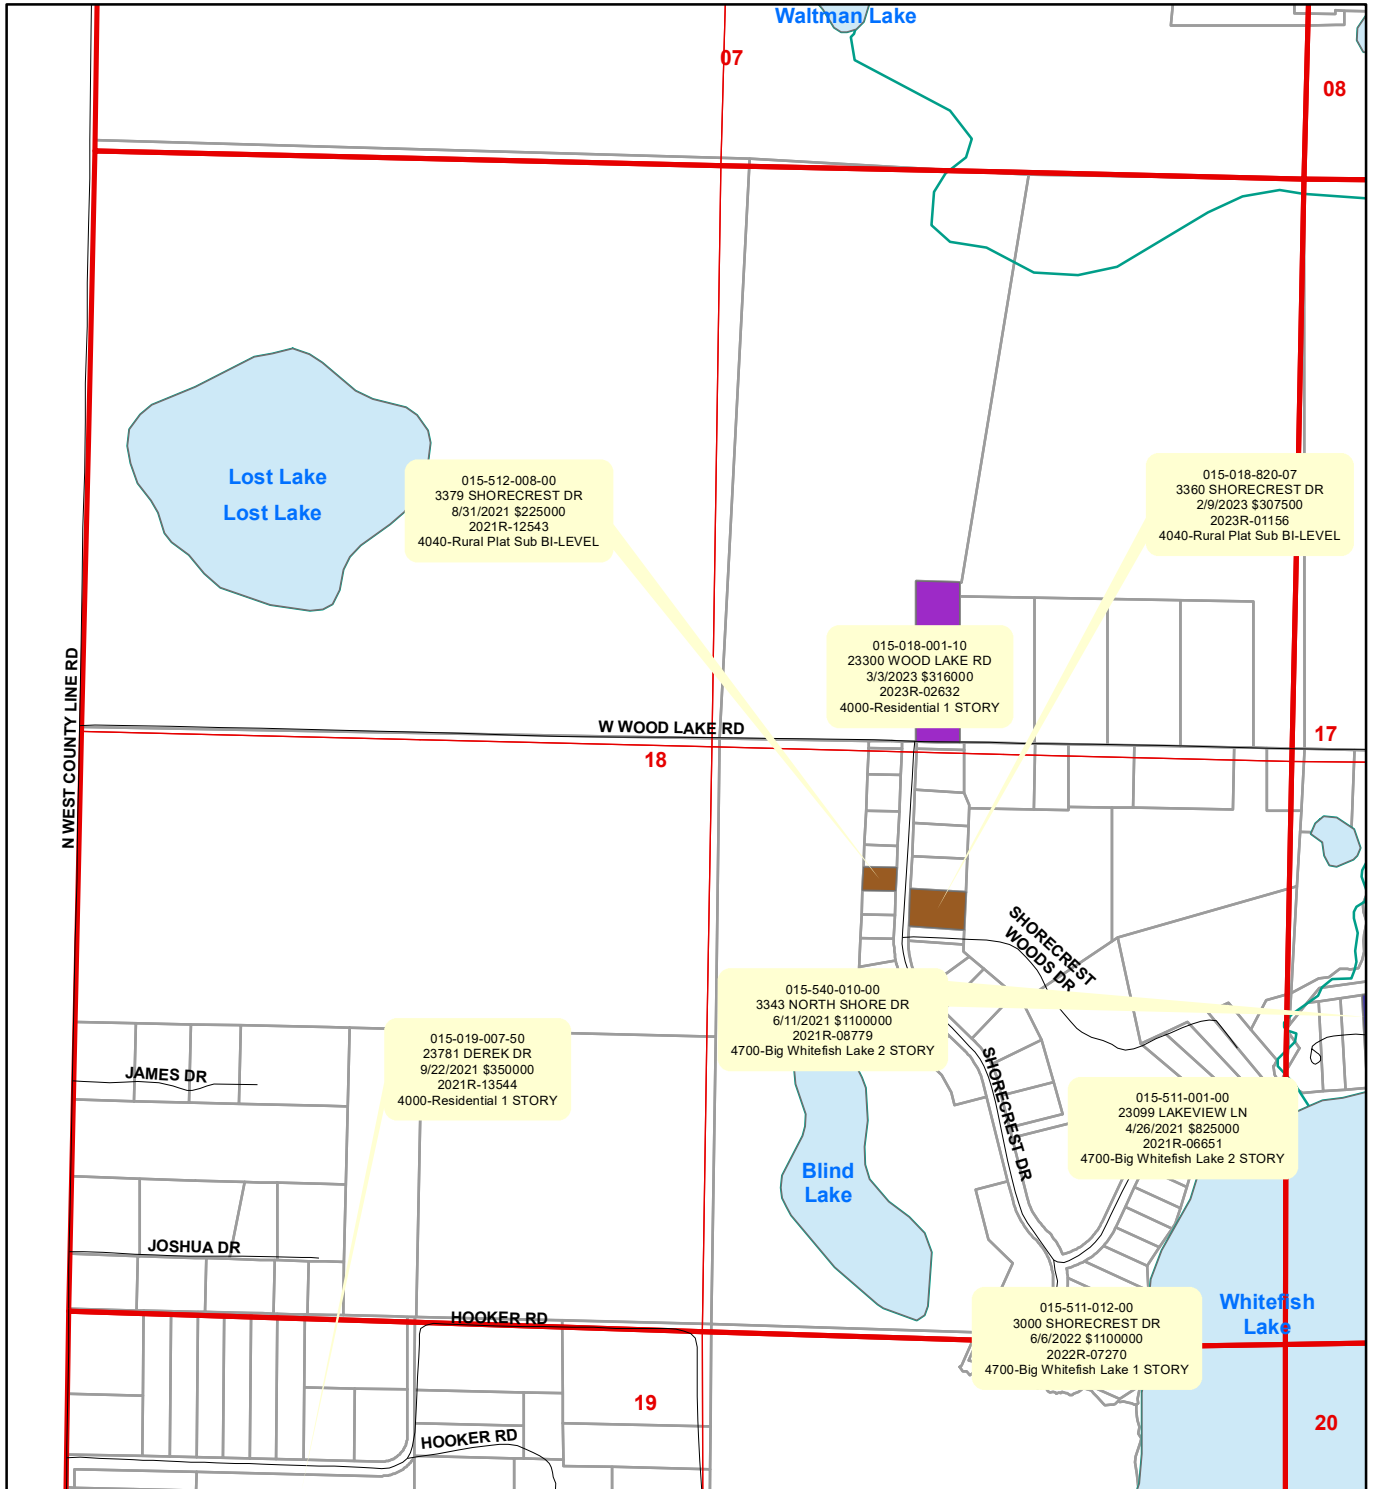 Waltman Lake
07
08
Lost Lake
Lost Lake
015-512-008-00
3379 SHORECREST DR
8/31/2021 $225000
2021R-12543
4040-Rural Plat Sub BI-LEVEL
015-018-820-07
3360 SHORECREST DR
2/9/2023 $307500
2023R-01156
4040-Rural Plat Sub BI-LEVEL
015-018-001-10
23300 WOOD LAKE RD
3/3/2023 $316000
2023R-02632
4000-Residential 1 STORY
N WEST COUNTY LINE RD
W WOOD LAKE RD
17
18
SHORECREST
WOODS DR
015-540-010-00
3343 NORTH SHORE DR
6/11/2021 $1100000
2021R-08779
4700-Big Whitefish Lake 2 STORY
015-019-007-50
23781 DEREK DR
9/22/2021 $350000
2021R-13544
4000-Residential 1 STORY
JAMES DR
SHORECREST DR
015-511-001-00
23099 LAKEVIEW LN
4/26/2021 $825000
2021R-06651
4700-Big Whitefish Lake 2 STORY
Blind
Lake
JOSHUA DR
HOOKER RD
015-511-012-00
3000 SHORECREST DR
6/6/2022 $1100000
2022R-07270
4700-Big Whitefish Lake 1 STORY
Whitefish
Lake
19
20
HOOKER RD